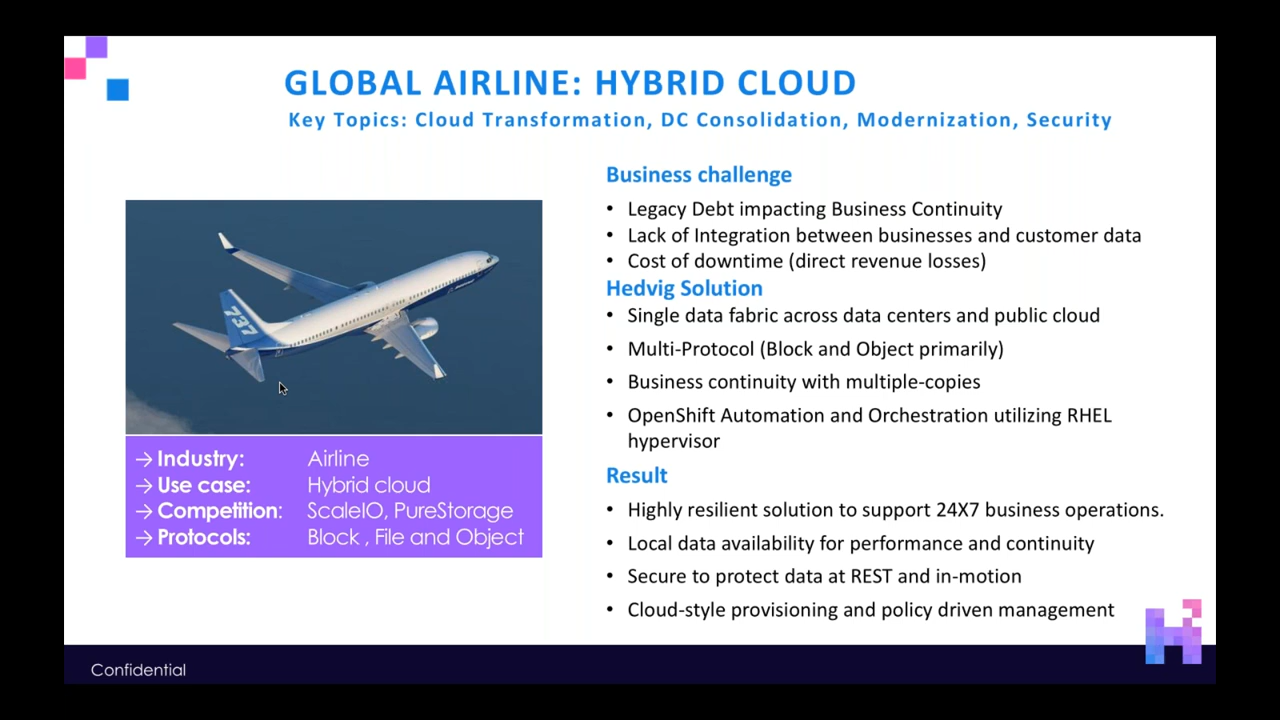 GLOBAL AIRLINE: HYBRID CLOUD
Key Topics: Cloud Transformation, DC Consolidation, Modernization, Security
737
→ Industry: Airline
→ Use case: Hybrid cloud
→ Competition: ScaleIO, PureStorage
→ Protocols: Block , File and Object
Business challenge
• Legacy Debt impacting Business Continuity
• Lack of Integration between businesses and customer data
• Cost of downtime (direct revenue losses)
Hedvig Solution
• Single data fabric across data centers and public cloud
• Multi-Protocol (Block and Object primarily)
• Business continuity with multiple-copies
• OpenShift Automation and Orchestration utilizing RHEL
hypervisor
Result
• Highly resilient solution to support 24X7 business operations.
• Local data availability for performance and continuity
• Secure to protect data at REST and in-motion
• Cloud-style provisioning and policy driven management
Confidential